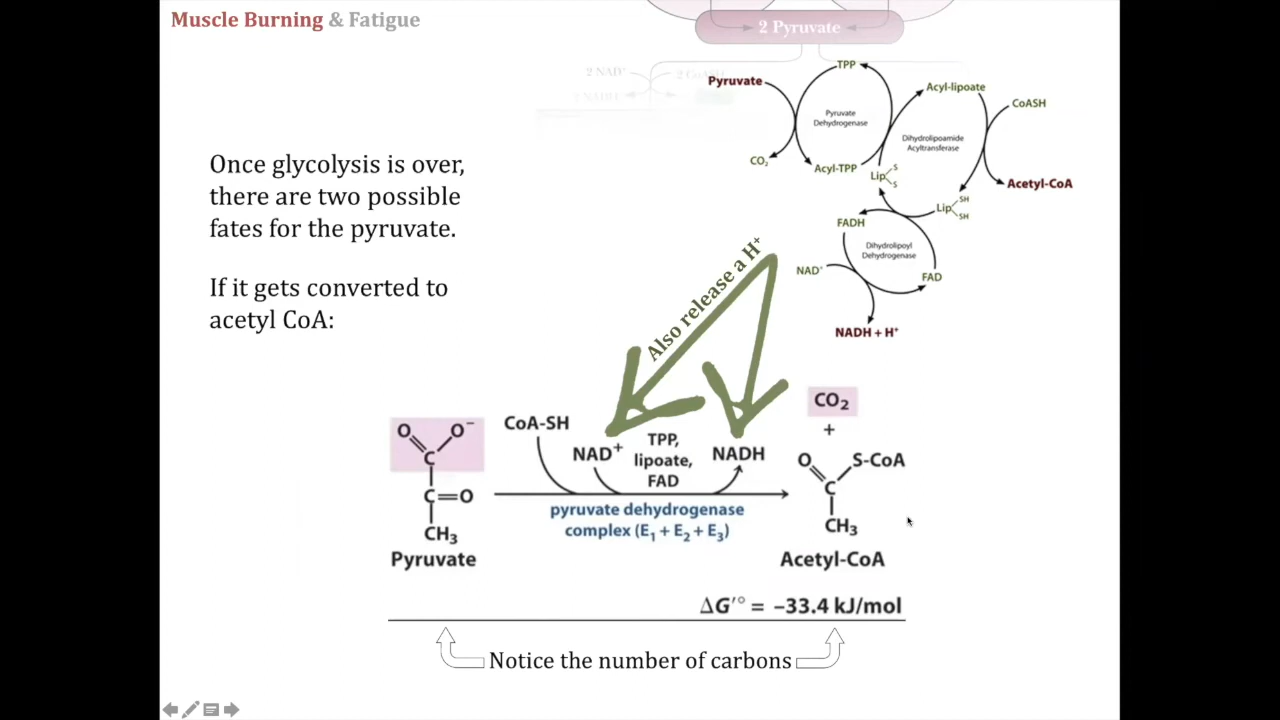 Muscle Burning & Fatigue
2 Pyruvate
2 NAD⁺
2 NADH
Once glycolysis is over,
there are two possible
fates for the pyruvate.
If it gets converted to
acetyl CoA:
Pyruvate
TPP
Pyruvate
Dehydrogenase
CO₂
Acyl-TPP
Acyl-lipoate
CoASH
Dihydrolipoamide
Acyltransferase
Lip
S
S
Acetyl-CoA
Lip
SH
SH
FADH
Dihydrolipoyl
Dehydrogenase
NAD⁺
FAD
NADH + H⁺
Also release a H⁺
O
O⁻
C
C=O
CH₃
Pyruvate
CoA-SH
NAD⁺
TPP,
lipoate,
FAD
NADH
pyruvate dehydrogenase
complex (E₁ + E₂ + E₃)
CO₂
+
O
S-CoA
C
CH₃
Acetyl-CoA
ΔG'° = −33.4 kJ/mol
Notice the number of carbons